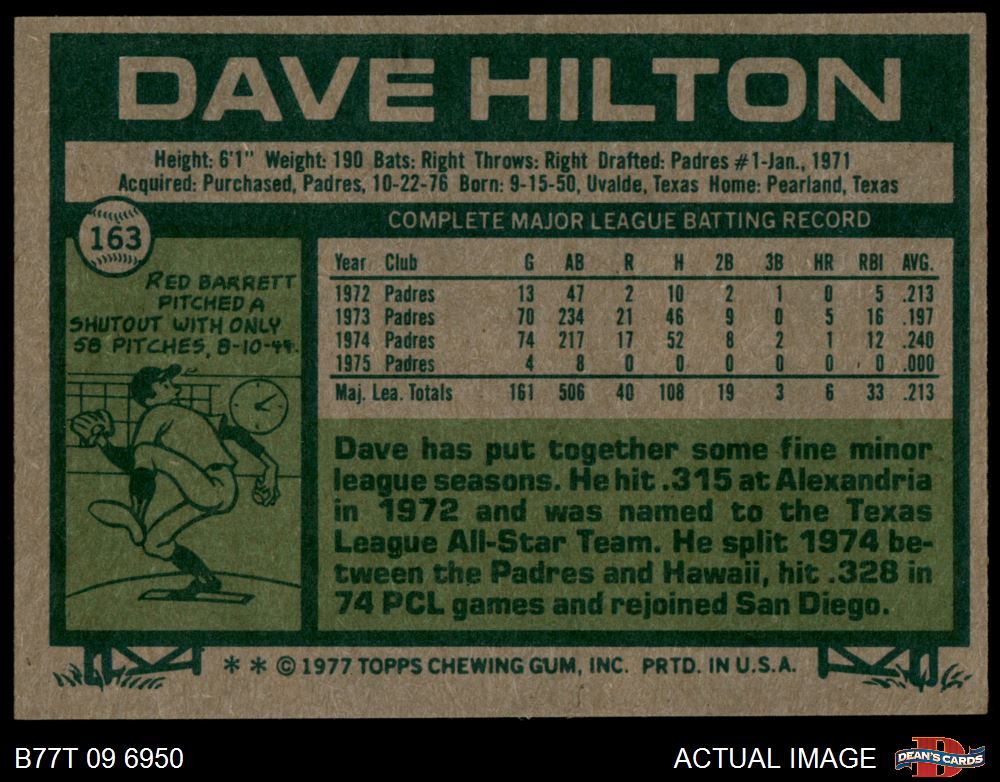 DAVE HILTON
Height: 6'1" Weight: 190 Bats: Right Throws: Right Drafted: Padres #1-Jan., 1971
Acquired: Purchased, Padres, 10-22-76 Born: 9-15-50, Uvalde, Texas Home: Pearland, Texas
163
RED BARRETT
PITCHED A
SHUTOUT WITH ONLY
58 PITCHES, 8-10-44.
COMPLETE MAJOR LEAGUE BATTING RECORD
Year Club G AB R H 2B 3B HR RBI AVG.
1972 Padres 13 47 2 10 2 1 0 5 .213
1973 Padres 70 234 21 46 9 0 5 16 .197
1974 Padres 74 217 17 52 8 2 1 12 .240
1975 Padres 4 8 0 0 0 0 0 0 .000
Maj. Lea. Totals 161 506 40 108 19 3 6 33 .213
Dave has put together some fine minor
league seasons. He hit .315 at Alexandria
in 1972 and was named to the Texas
League All-Star Team. He split 1974 be-
tween the Padres and Hawaii, hit .328 in
74 PCL games and rejoined San Diego.
* * © 1977 TOPPS CHEWING GUM, INC. PRTD. IN U.S.A.
B77T 09 6950
ACTUAL IMAGE
D
DEAN'S CARDS